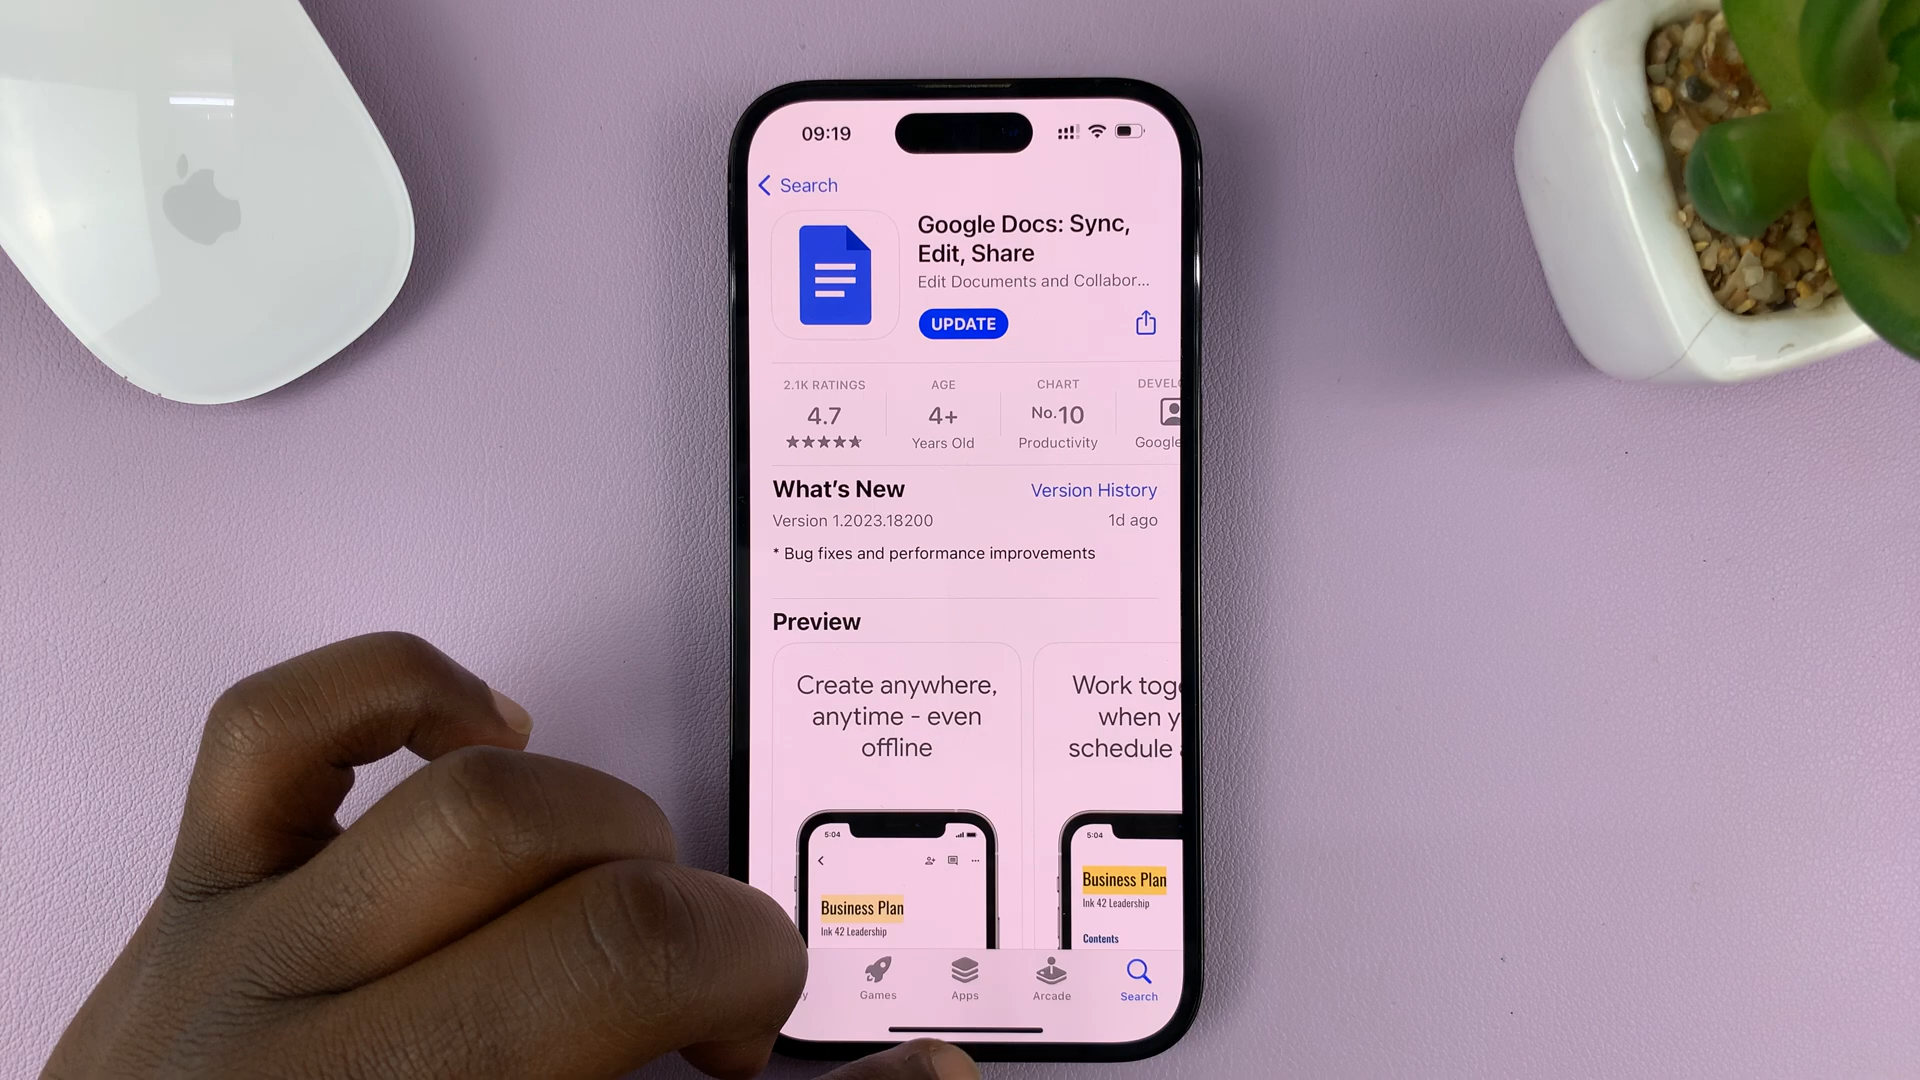 09:19
Search
Google Docs: Sync,
Edit, Share
Edit Documents and Collabor...
UPDATE
2.1K RATINGS
4.7
★★★★★
AGE
4+
Years Old
CHART
No.10
Productivity
DEVEL
Google
What's New
Version History
Version 1.2023.18200
1d ago
* Bug fixes and performance improvements
Preview
Create anywhere,
anytime - even
offline
5:04
Business Plan
Ink 42 Leadership
Work toge
when y
schedule
5:04
Business Plan
Ink 42 Leadership
Contents
Games
Apps
Arcade
Search